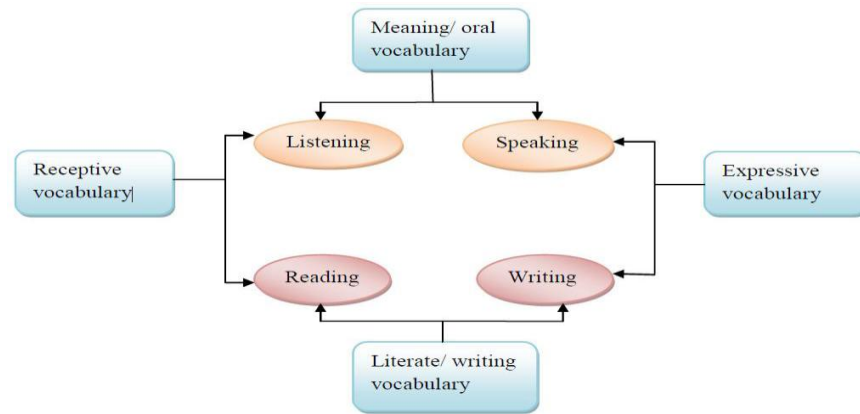 Meaning/ oral
vocabulary
Listening
Speaking
Receptive
vocabulary
Expressive
vocabulary
Reading
Writing
Literate/ writing
vocabulary